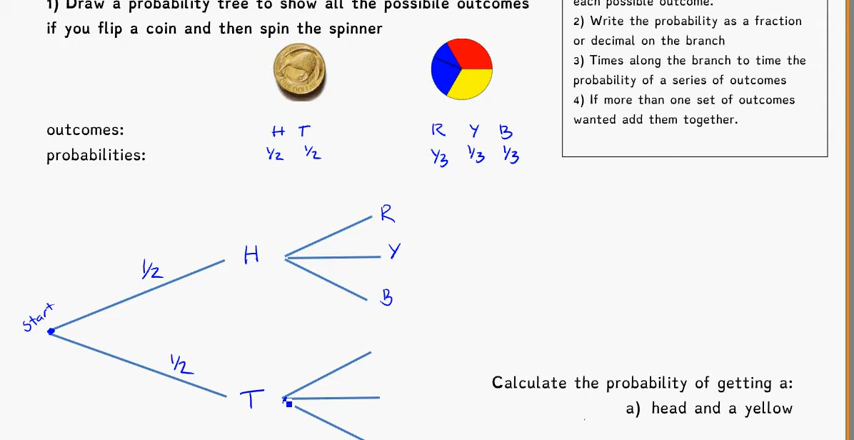 1) Draw a probability tree to show all the possibile outcomes
if you flip a coin and then spin the spinner
each possible outcome.
2) Write the probability as a fraction
or decimal on the branch
3) Times along the branch to time the
probability of a series of outcomes
4) If more than one set of outcomes
wanted add them together.
outcomes: H T R Y B
probabilities: 1/2 1/2 1/3 1/3 1/3
R
1/2 H Y
B
Start
1/2 T
Calculate the probability of getting a:
a) head and a yellow